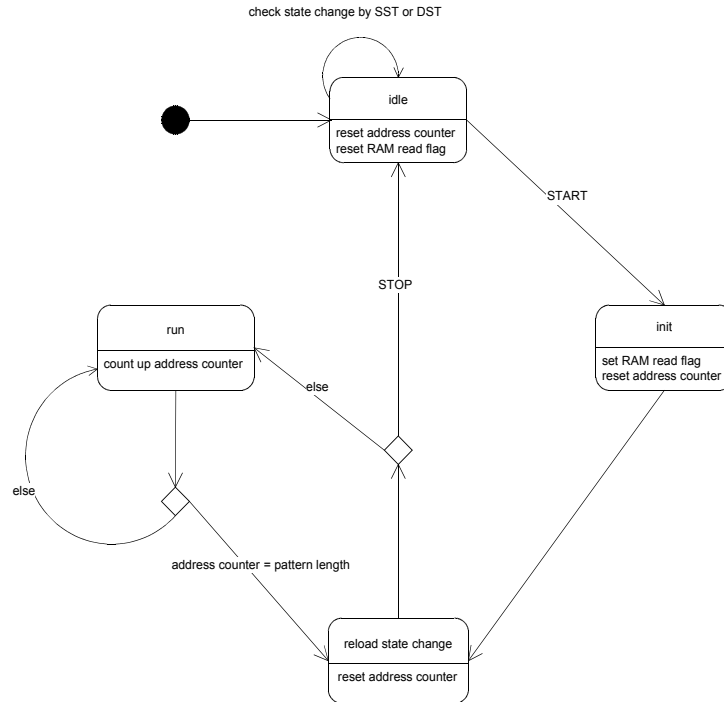 check state change by SST or DST
idle
reset address counter
reset RAM read flag
START
STOP
run
count up address counter
init
set RAM read flag
reset address counter
else
else
address counter = pattern length
reload state change
reset address counter